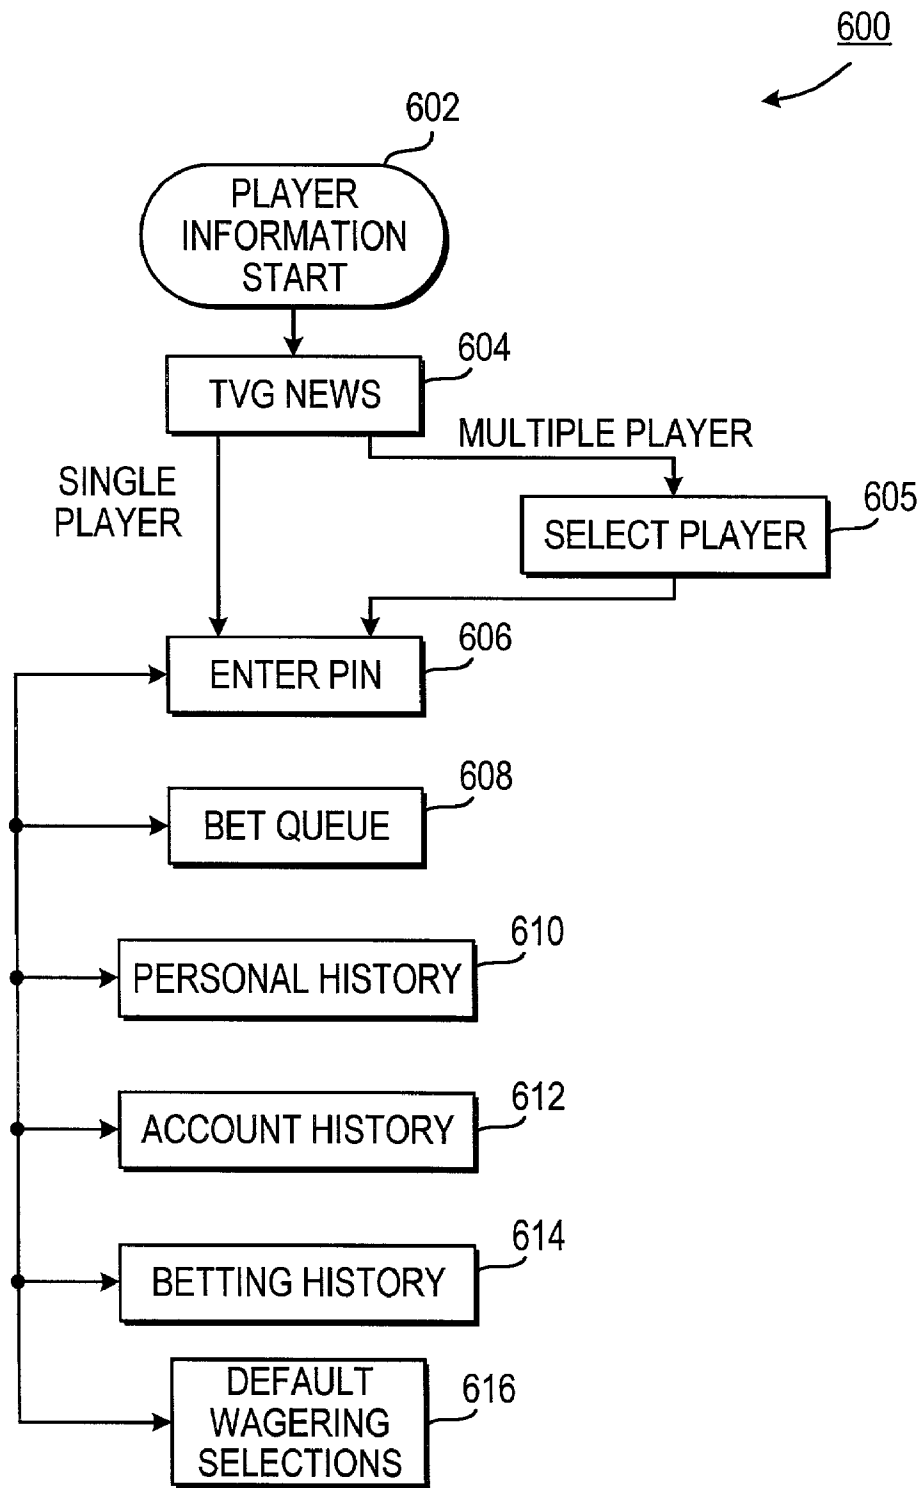 600
602
PLAYER
INFORMATION
START
604
TVG NEWS
MULTIPLE PLAYER
SINGLE
PLAYER
605
SELECT PLAYER
606
ENTER PIN
608
BET QUEUE
610
PERSONAL HISTORY
612
ACCOUNT HISTORY
614
BETTING HISTORY
616
DEFAULT
WAGERING
SELECTIONS